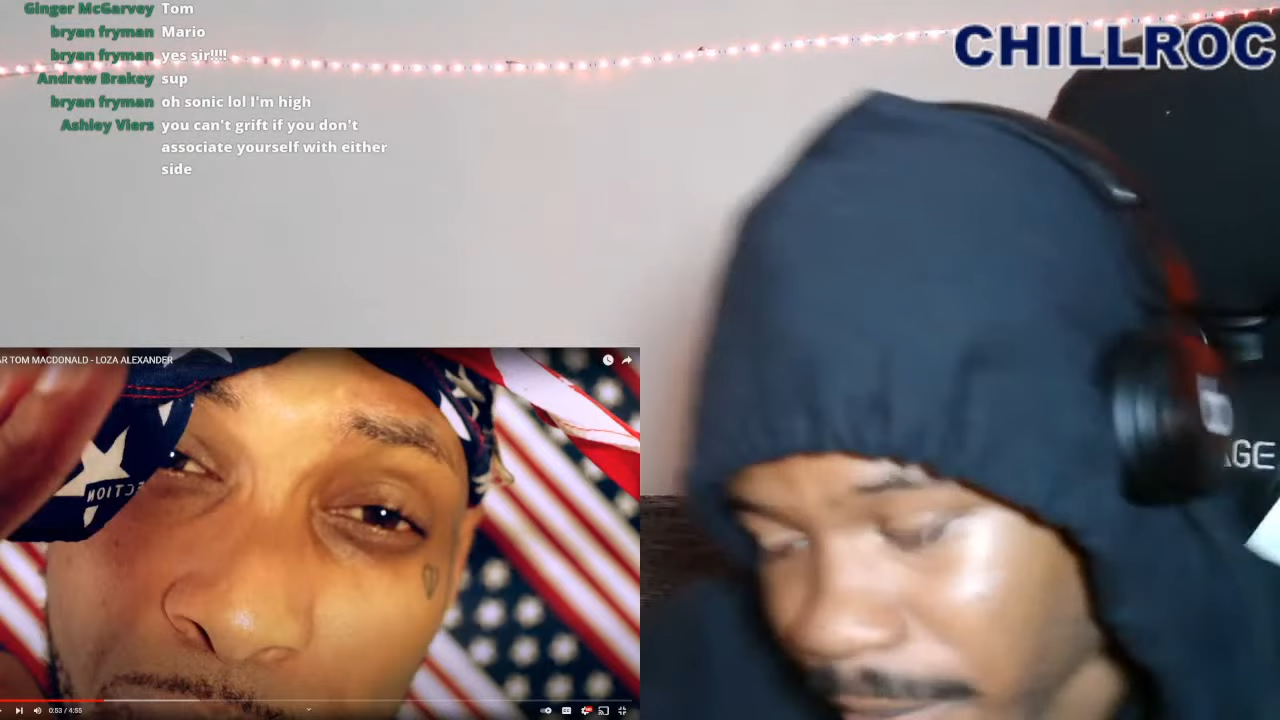 Ginger McGarvey Tom
bryan fryman Mario
bryan fryman yes sir!!!!
Andrew Brakey sup
bryan fryman oh sonic lol I'm high
Ashley Viers you can't grift if you don't
associate yourself with either
side
CHILLROC
AR TOM MACDONALD - LOZA ALEXANDER
ECTION
AGE
0:53 / 4:55